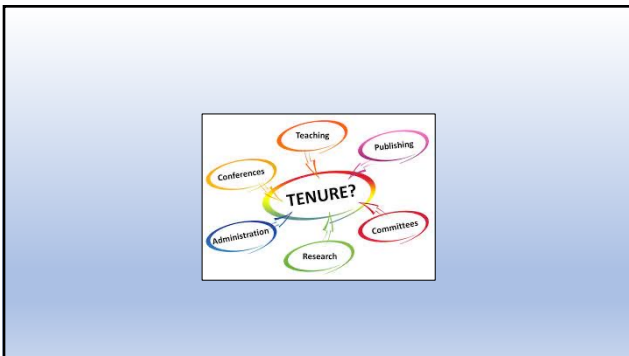 Teaching
Publishing
Conferences
TENURE?
Administration
Committees
Research